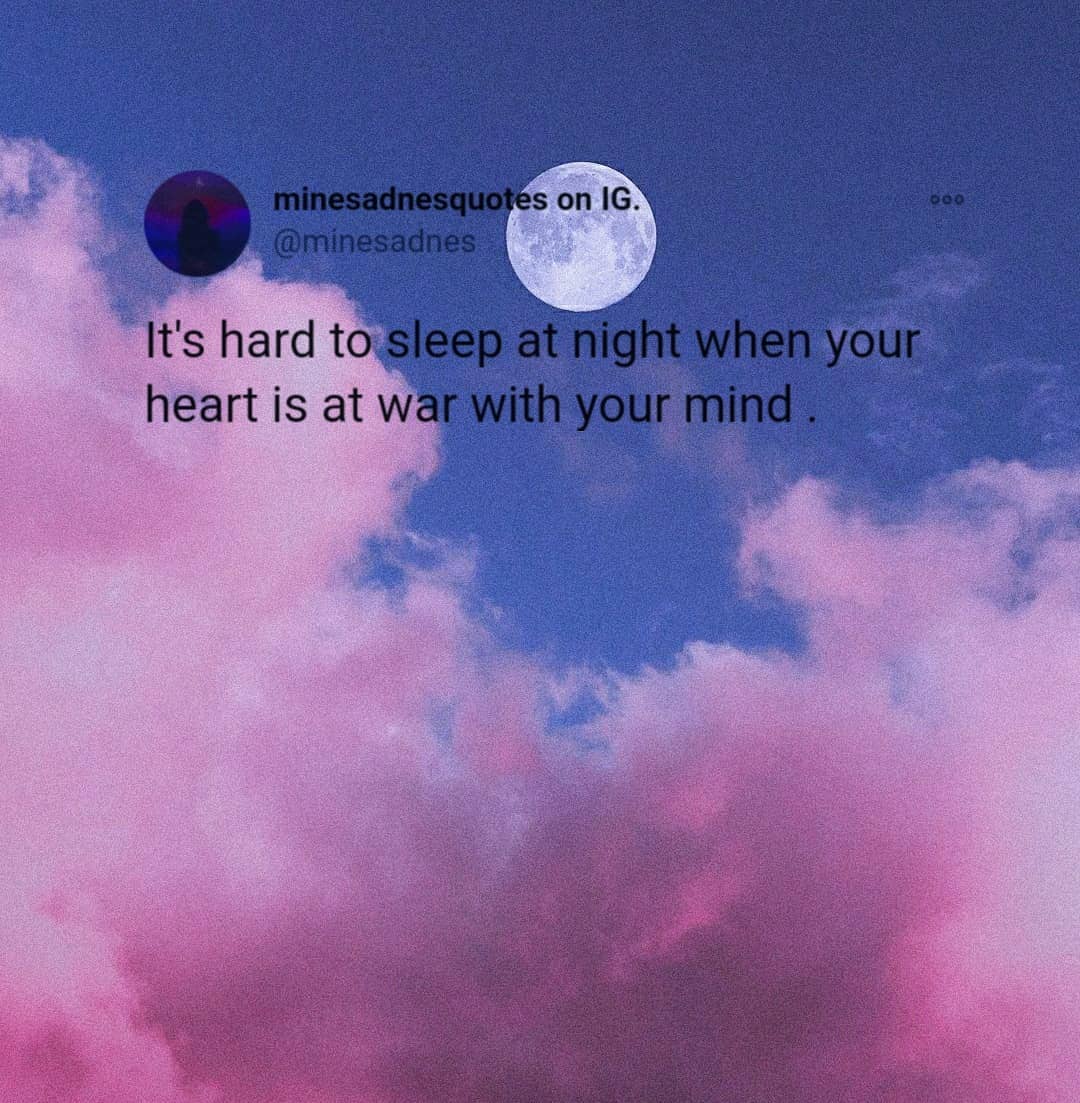 minesadnesquotes on IG.
@minesadnes
It's hard to sleep at night when your
heart is at war with your mind .